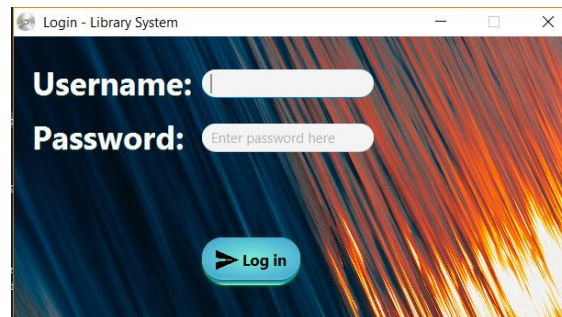 Login - Library System
Username:
Password: Enter password here
Log in